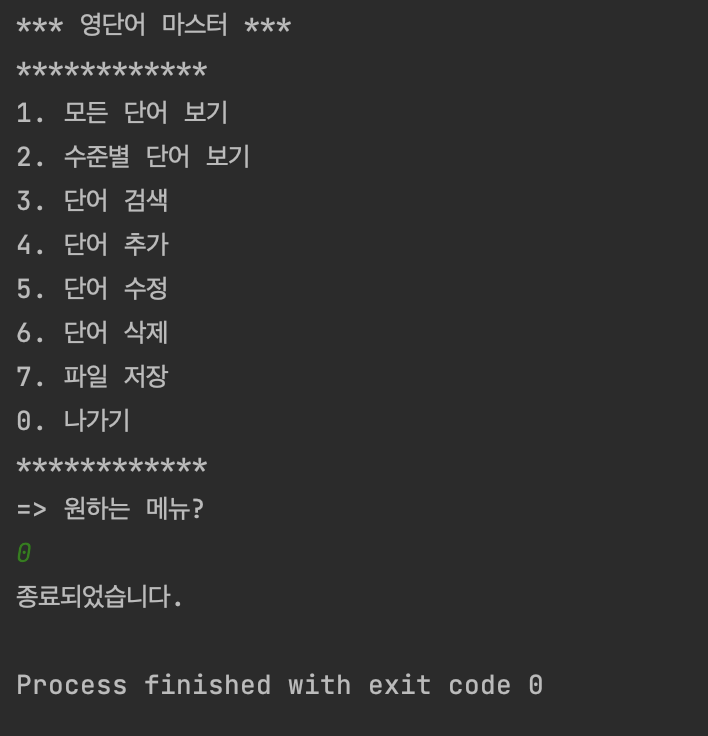 *** 영단어 마스터 ***
************
1. 모든 단어 보기
2. 수준별 단어 보기
3. 단어 검색
4. 단어 추가
5. 단어 수정
6. 단어 삭제
7. 파일 저장
0. 나가기
************
=> 원하는 메뉴?
0
종료되었습니다.
Process finished with exit code 0